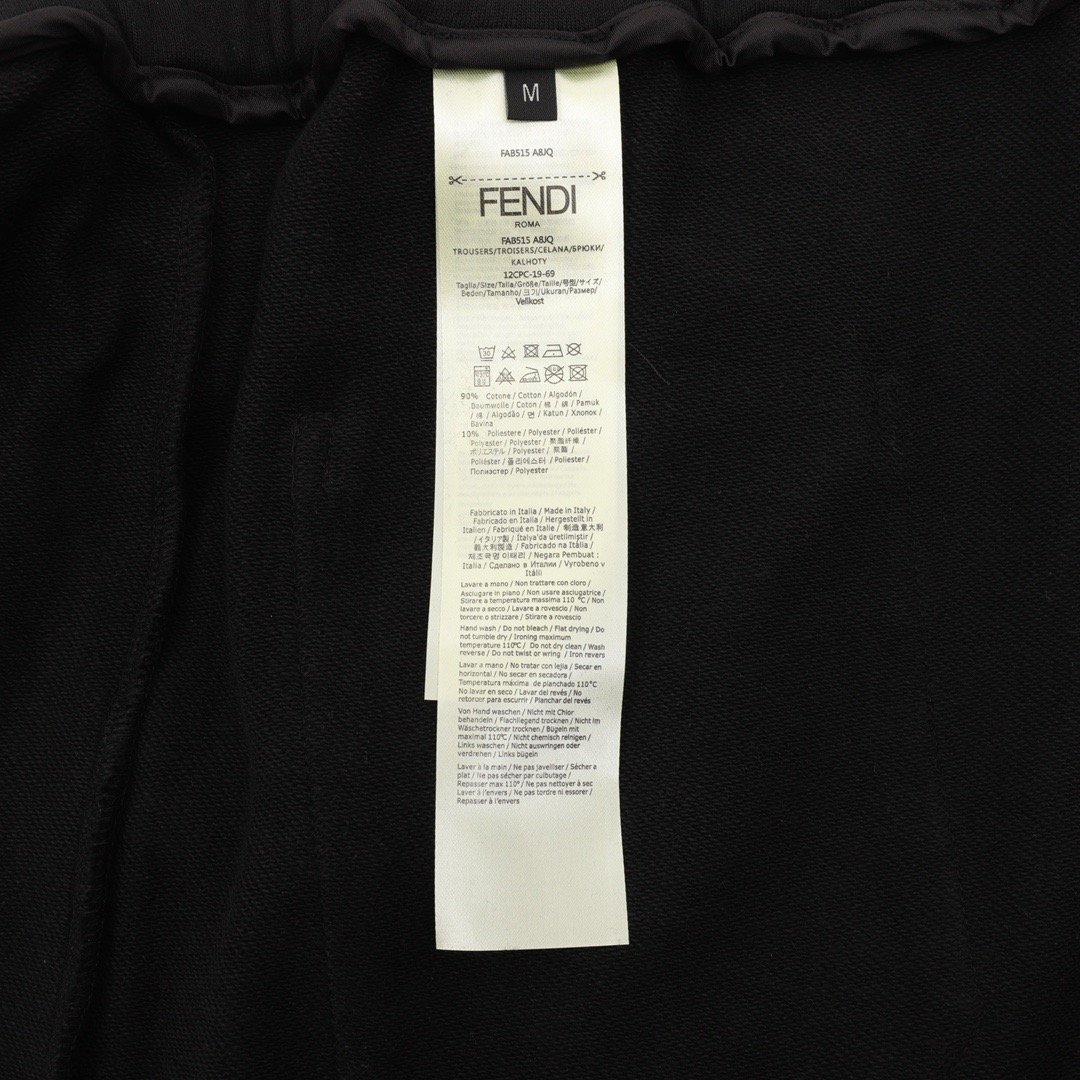 M
FAB515 A8JQ
FENDI
ROMA
FAB515 A8JQ
TROUSERS/TROISERS/CELANA/БРЮКИ/
KALHOTY
12CPC-19-69
Taglia/Size/Talla/Größe/Taille/号型/サイズ/
Beden/Tamanho/크기/Ukuran/Размер/
Velikost
30
90% Cotone / Cotton / Algodón /
Baumwolle / Coton / 棉 / 綿 / Pamuk
/ 棉 / Algodão / 면 / Katun / Хлопок /
Bavlna
10% Poliestere / Polyester / Poliéster /
Polyester / Polyester / 聚酯纤维 /
ポリエステル / Polyester / 聚酯 /
Poliéster / 폴리에스터 / Poliester /
Полиэстер / Polyester
Fabbricato in Italia / Made in Italy /
Fabricado en Italia / Hergestellt in
Italien / Fabriqué en Italie / 制造意大利
/イタリア製 / Italya'da üretilmiştir /
義大利製造 / Fabricado na Itália /
제조국명 이태리 / Negara Pembuat :
Italia / Сделано в Италии / Vyrobeno v
Itálii
Lavare a mano / Non trattare con cloro /
Asciugare in piano / Non usare asciugatrice /
Stirare a temperatura massima 110 °C / Non
lavare a secco / Lavare a rovescio / Non
torcere o strizzare / Stirare a rovescio
Hand wash / Do not bleach / Flat drying / Do
not tumble dry / Ironing maximum
temperature 110°C / Do not dry clean / Wash
reverse / Do not twist or wring / Iron revers
Lavar a mano / No tratar con lejia / Secar en
horizontal / No secar en secadora /
Temperatura máxima de planchado 110°C
No lavar en seco / Lavar del revés / No
retorcer para escurrir / Planchar del revés
Von Hand waschen / Nicht mit Chlor
behandeln / Flachliegend trocknen / Nicht im
Wäschetrockner trocknen / Bügeln mit
maximal 110°C / Nicht chemisch reinigen /
Links waschen / Nicht auswringen oder
verdrehen / Links bügeln
Laver à la main / Ne pas javelliser / Sécher a
plat / Ne pas sécher par culbutage /
Repasser max 110° / Ne pas nettoyer à sec
Laver à l'envers / Ne pas tordre ni essorer /
Repasser à l'envers